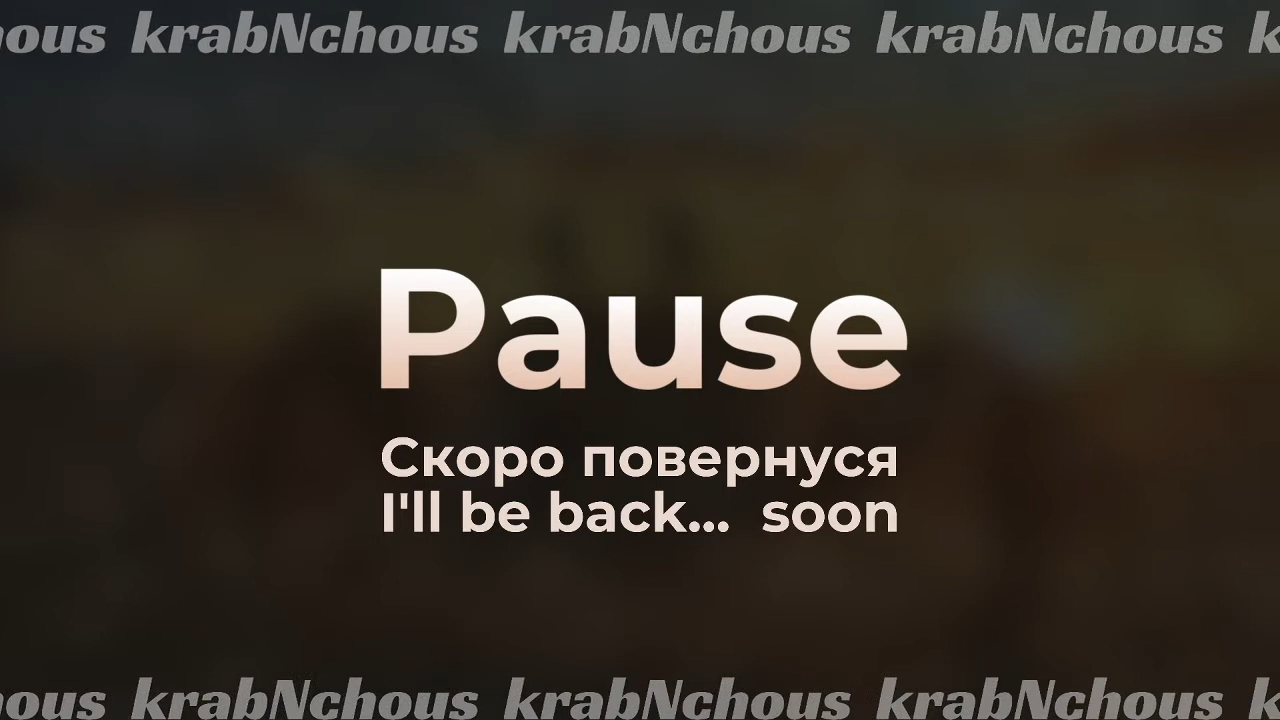 ous krabNchous krabNchous krabNchous k
Pause
Скоро повернуся
I'll be back... soon
ous krabNchous krabNchous krabNchous k